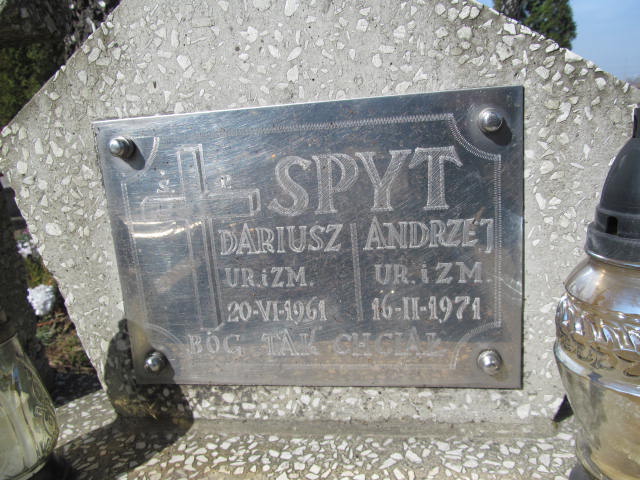 Ś P
SPYT
DARIUSZ
UR. i ZM.
20-VI-1961
ANDRZEJ
UR. i ZM.
16-II-1971
BÓG TAK CHCIAŁ